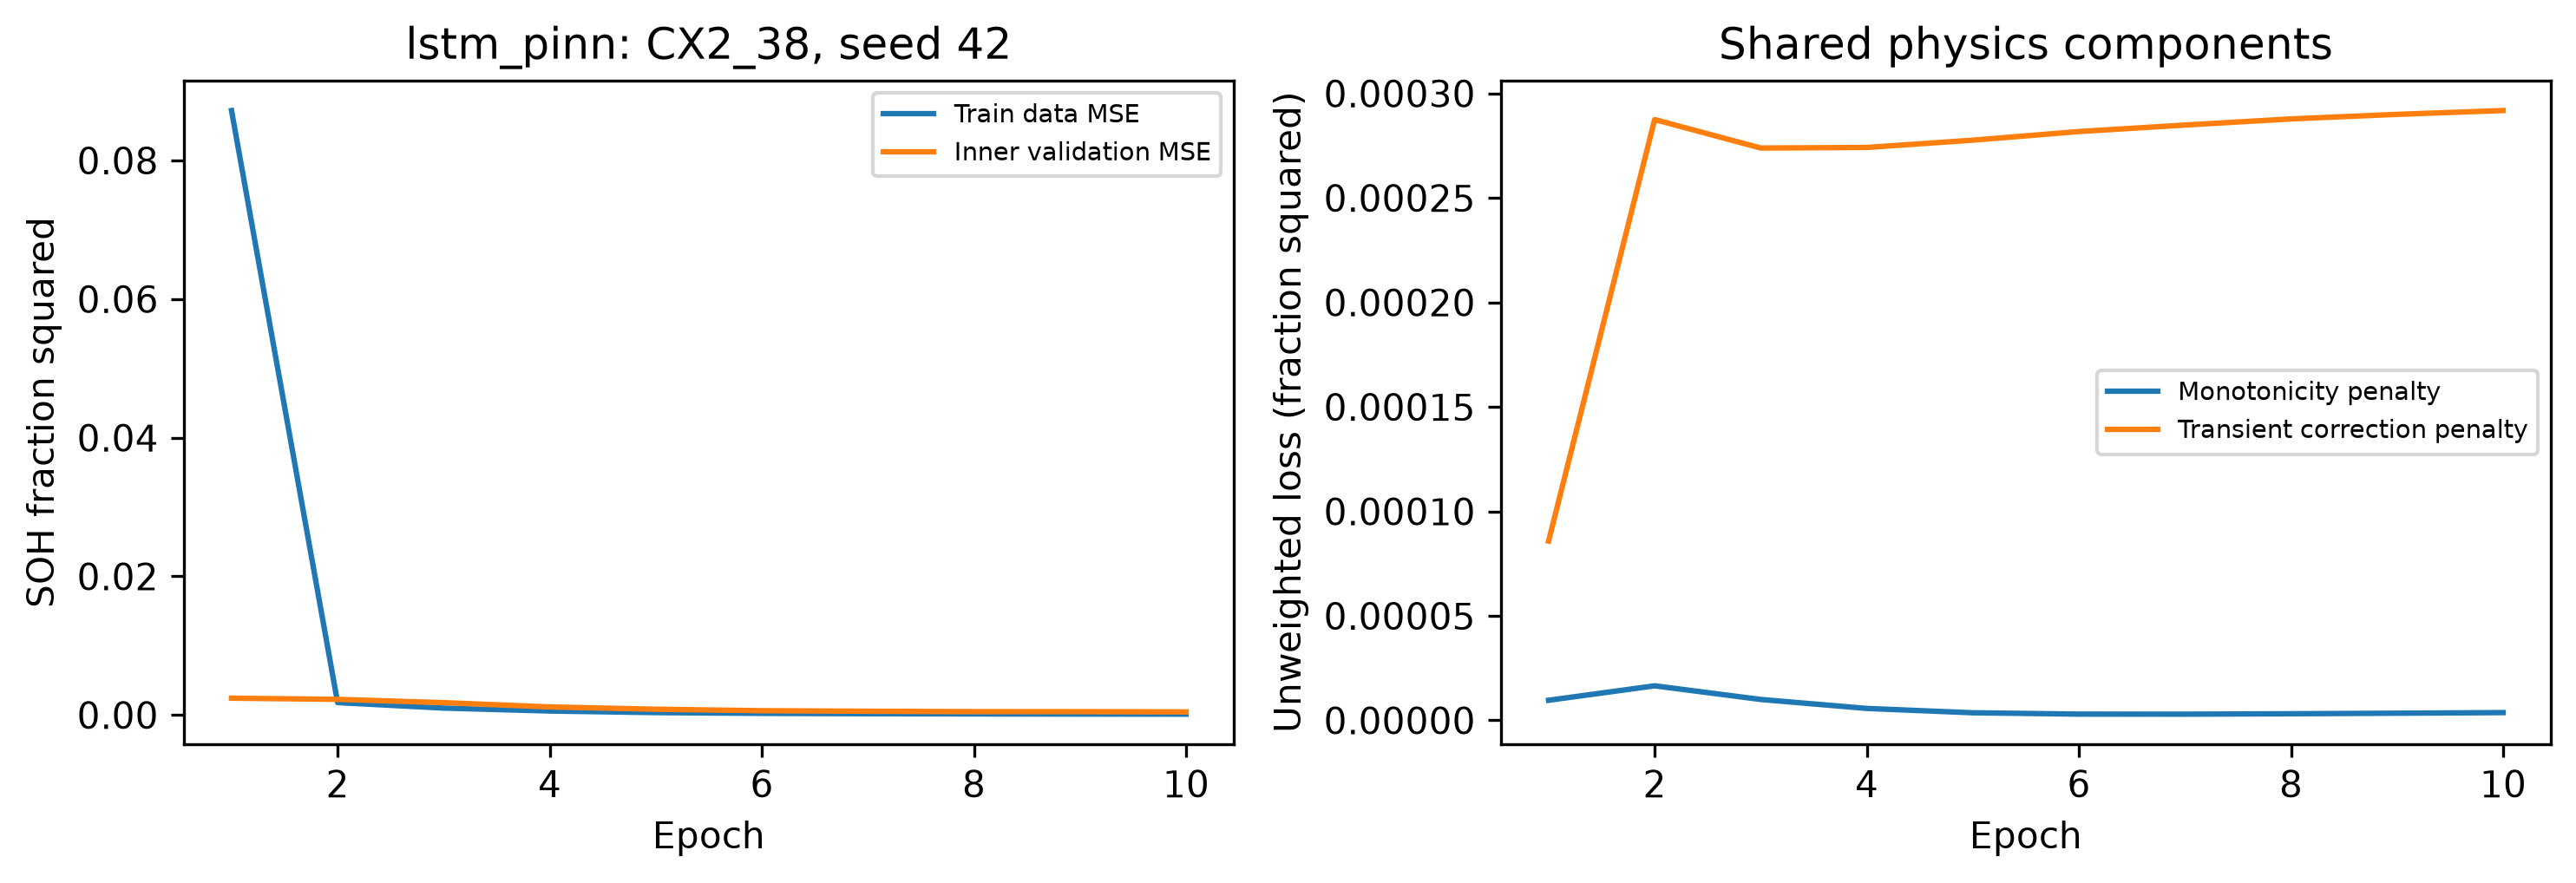 lstm_pinn: CX2_38, seed 42
Train data MSE
Inner validation MSE
SOH fraction squared
0.08
0.06
0.04
0.02
0.00
2 4 6 8 10
Epoch
Shared physics components
Monotonicity penalty
Transient correction penalty
Unweighted loss (fraction squared)
0.00030
0.00025
0.00020
0.00015
0.00010
0.00005
0.00000
2 4 6 8 10
Epoch